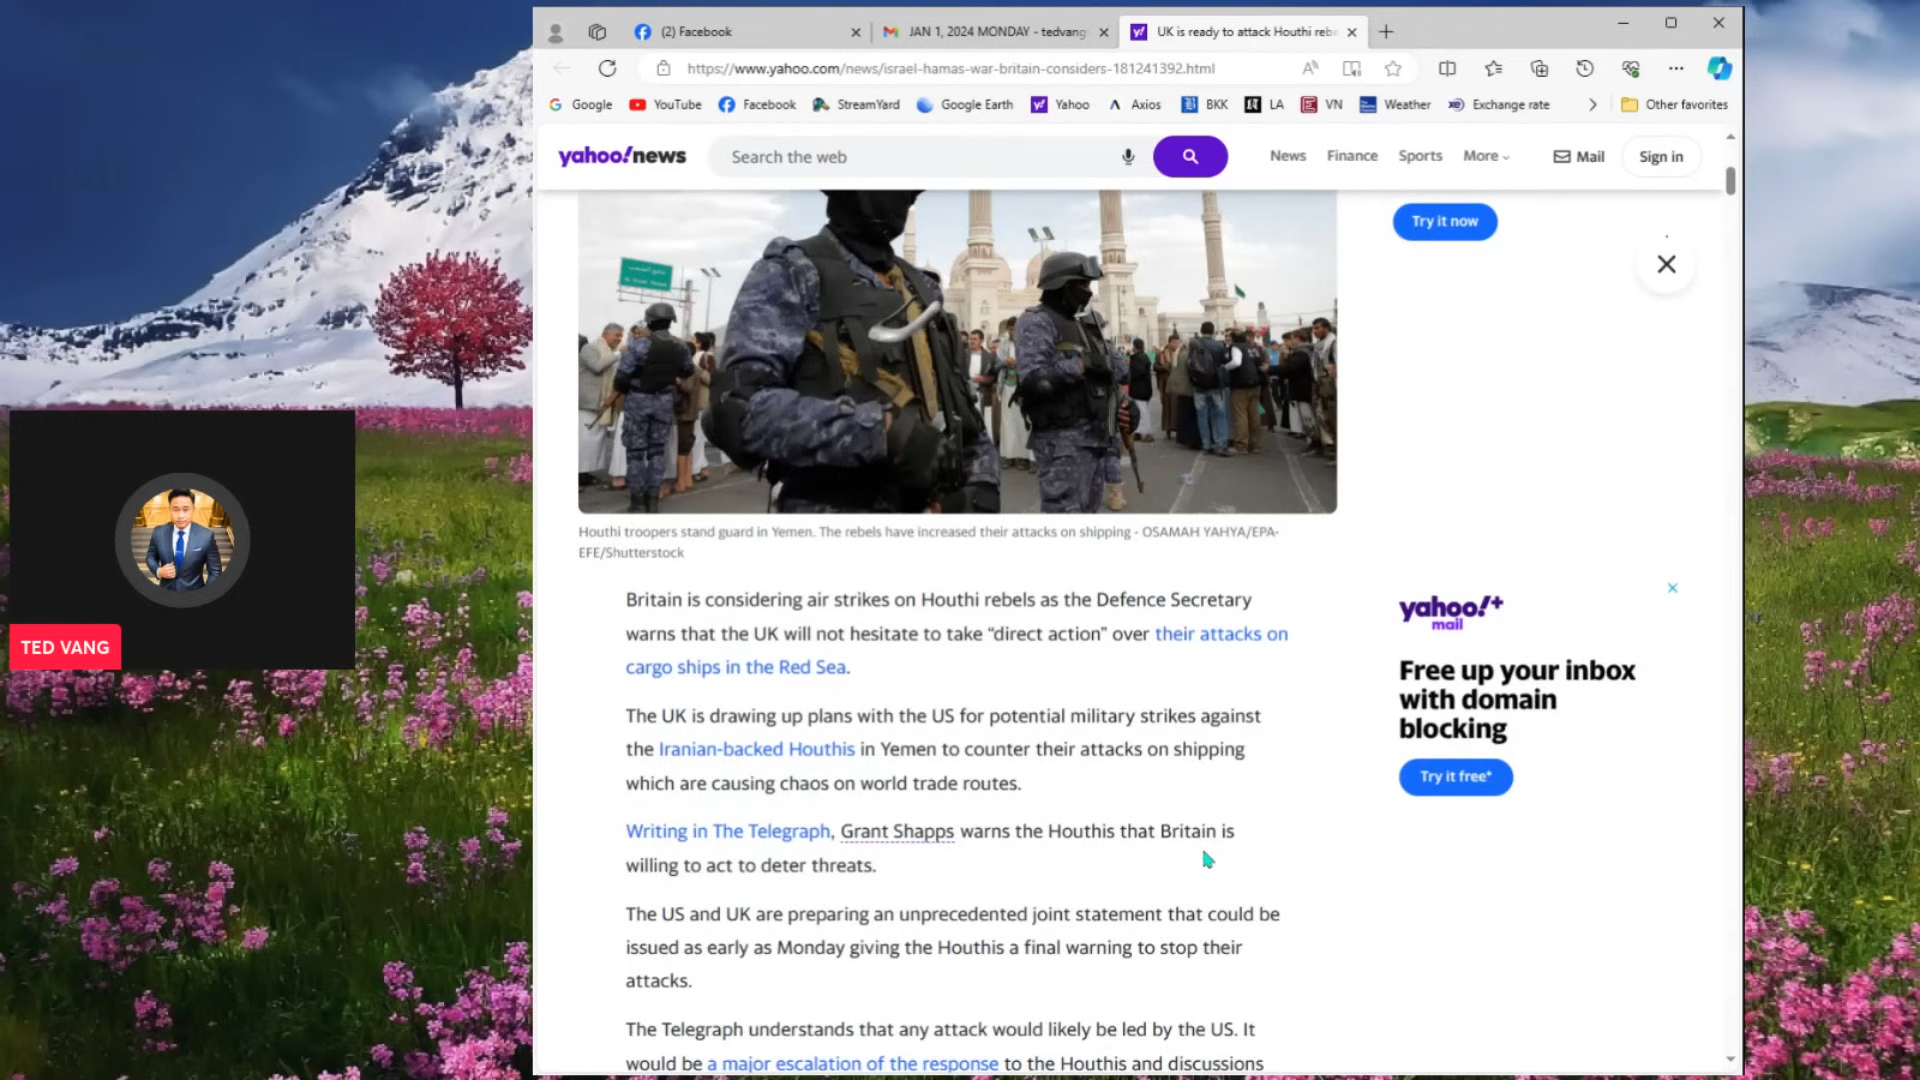 (2) Facebook
JAN 1, 2024 MONDAY - tedvang
UK is ready to attack Houthi reb
https://www.yahoo.com/news/israel-hamas-war-britain-considers-181241392.html
Google
YouTube
Facebook
StreamYard
Google Earth
Yahoo
Axios
BKK
LA
VN
Weather
Exchange rate
Other favorites
yahoo!news
Search the web
News
Finance
Sports
More
Mail
Sign in
Try it now
Houthi troopers stand guard in Yemen. The rebels have increased their attacks on shipping - OSAMAH YAHYA/EPA-
EFE/Shutterstock
Britain is considering air strikes on Houthi rebels as the Defence Secretary
warns that the UK will not hesitate to take “direct action” over their attacks on
cargo ships in the Red Sea.
The UK is drawing up plans with the US for potential military strikes against
the Iranian-backed Houthis in Yemen to counter their attacks on shipping
which are causing chaos on world trade routes.
Writing in The Telegraph, Grant Shapps warns the Houthis that Britain is
willing to act to deter threats.
The US and UK are preparing an unprecedented joint statement that could be
issued as early as Monday giving the Houthis a final warning to stop their
attacks.
The Telegraph understands that any attack would likely be led by the US. It
would be a major escalation of the response to the Houthis and discussions
yahoo!+
mail
Free up your inbox
with domain
blocking
Try it free*
TED VANG